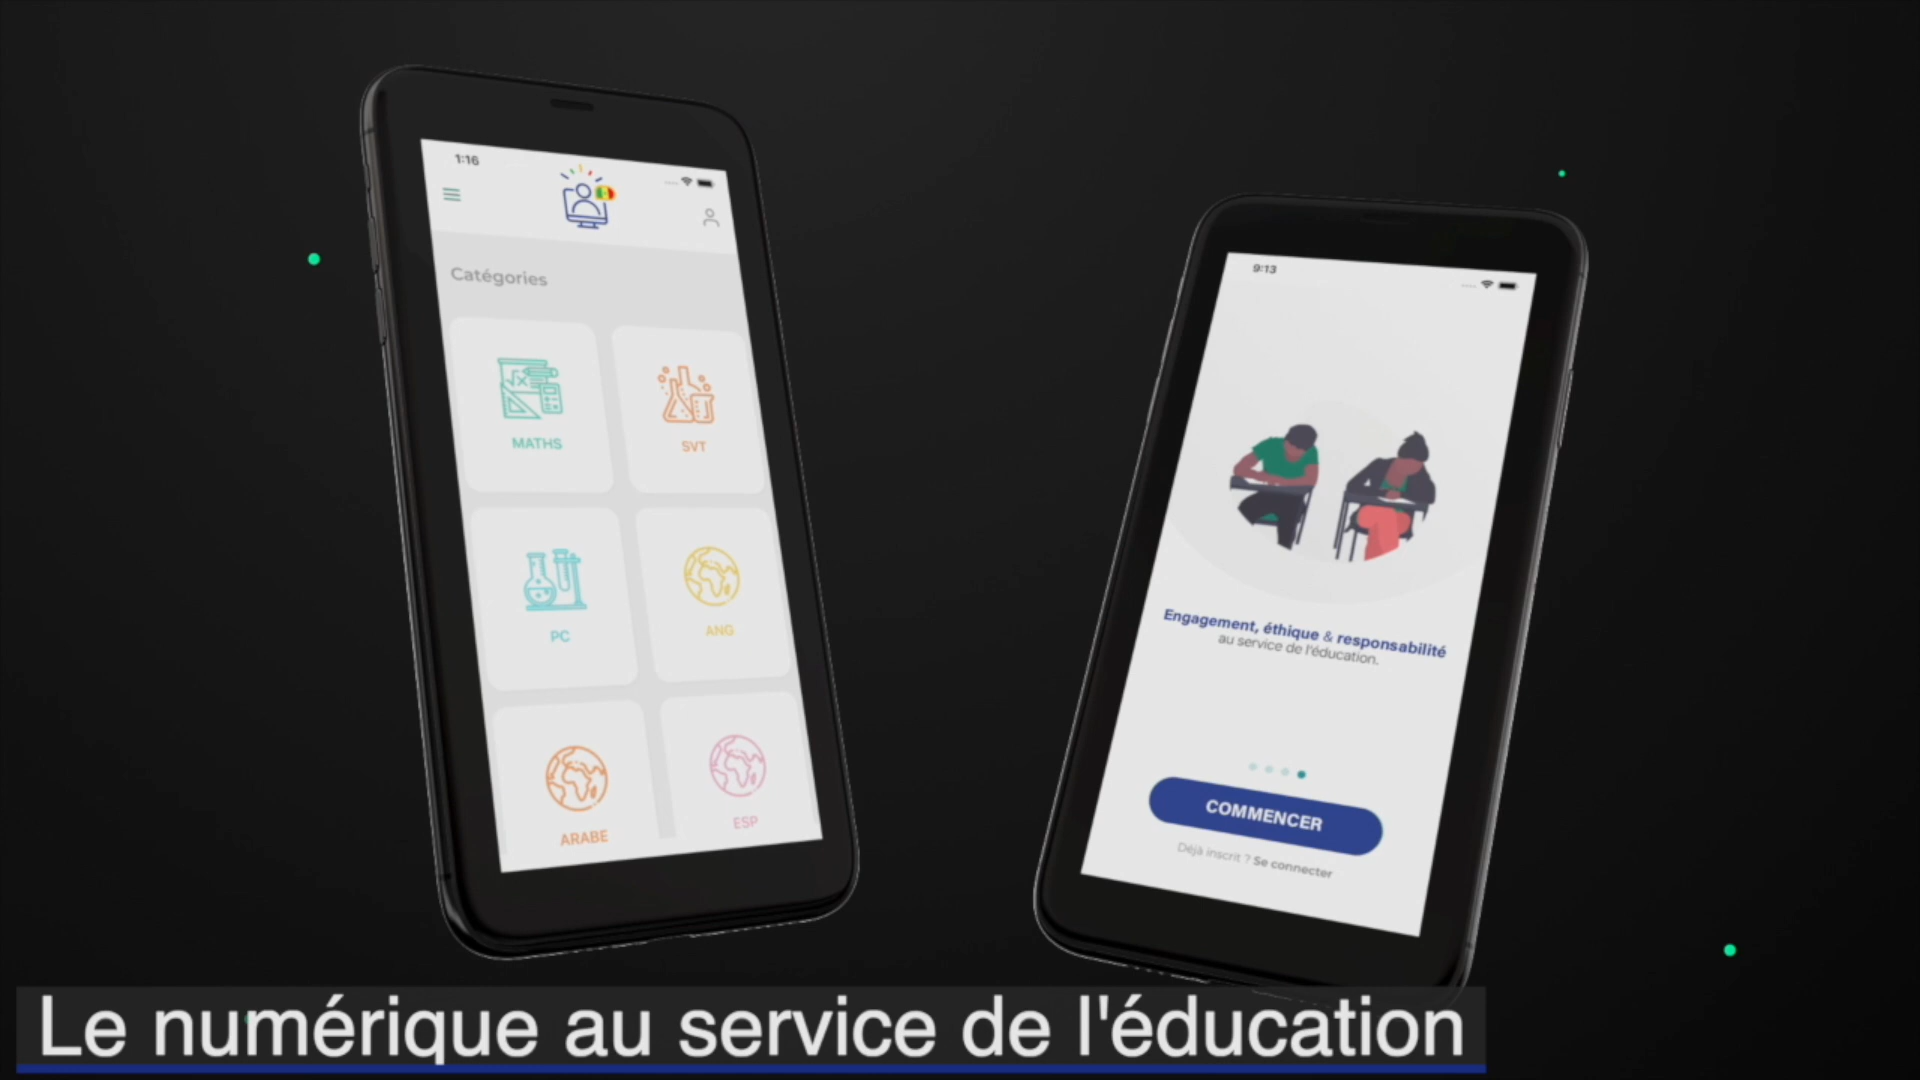 1:16
Catégories
MATHS
SVT
PC
ANG
ARABE
ESP
9:13
Engagement, éthique & responsabilité
au service de l'éducation.
COMMENCER
Déjà inscrit ? Se connecter
Le numérique au service de l'éducation